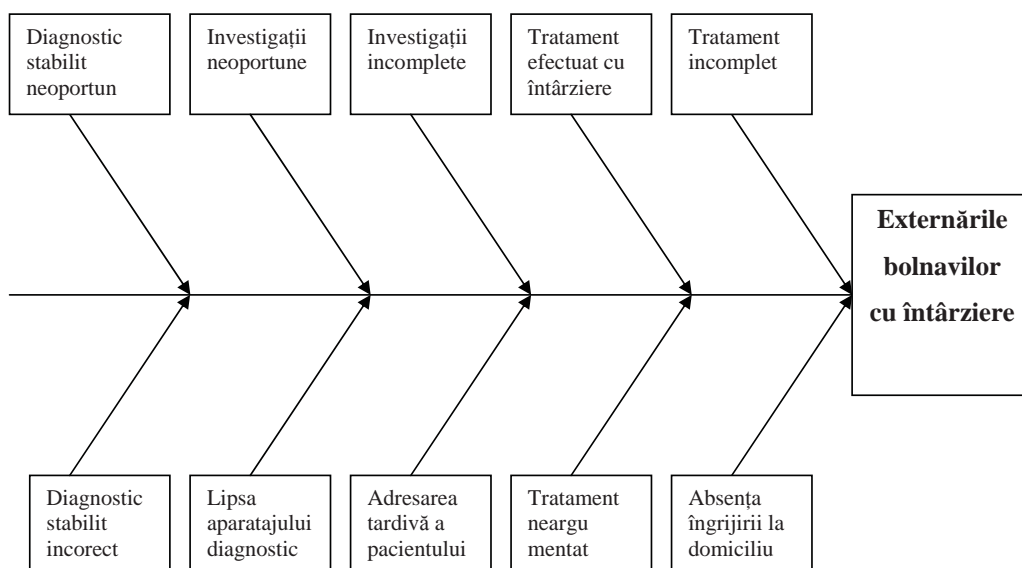 Diagnostic
stabilit
neoportun
Investigații
neoportune
Investigații
incomplete
Tratament
efectuat cu
întârziere
Tratament
incomplet
Externările
bolnavilor
cu întârziere
Diagnostic
stabilit
incorect
Lipsa
aparatajului
diagnostic
Adresarea
tardivă a
pacientului
Tratament
neargu
mentat
Absența
îngrijirii la
domiciliu